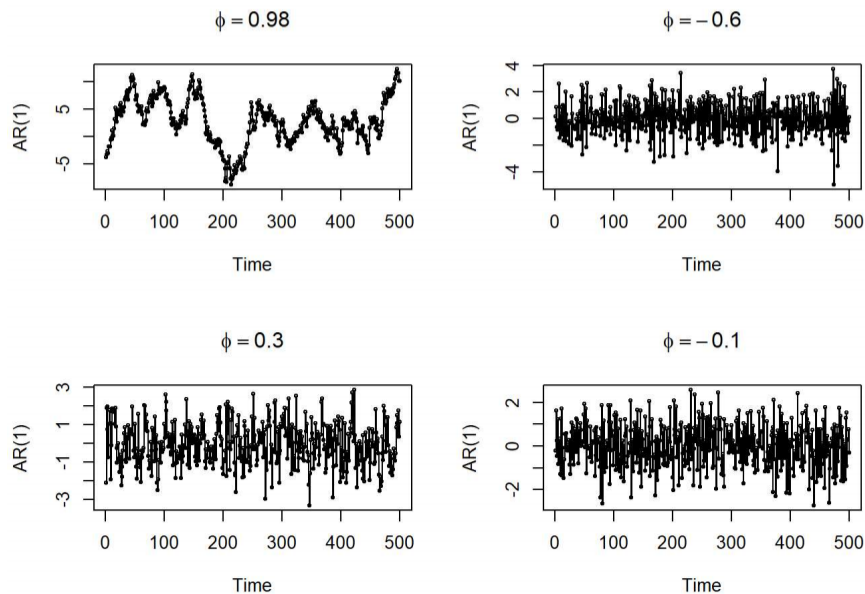 ϕ = 0.98
AR(1)
5
-5
0 100 200 300 400 500
Time
ϕ = − 0.6
AR(1)
4
2
0
-4
0 100 200 300 400 500
Time
ϕ = 0.3
AR(1)
3
1
-1
-3
0 100 200 300 400 500
Time
ϕ = − 0.1
AR(1)
2
0
-2
0 100 200 300 400 500
Time